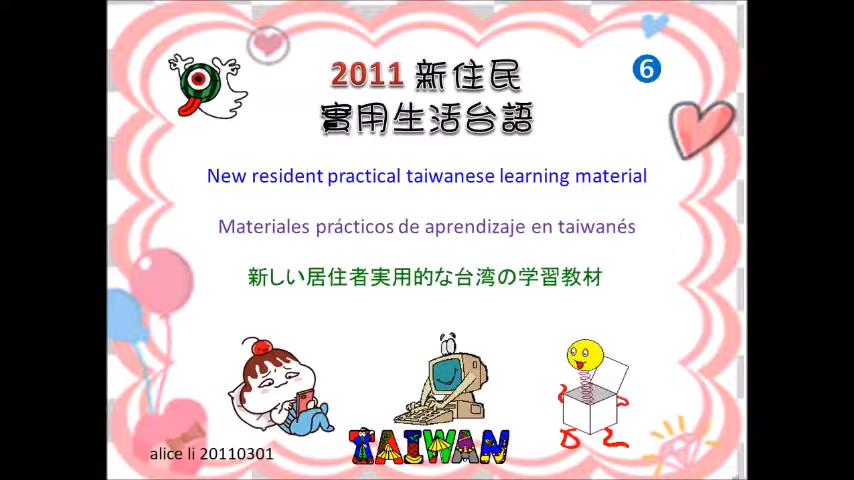 2011 新住民
6
實用生活台語
New resident practical taiwanese learning material
Materiales prácticos de aprendizaje en taiwanés
新しい居住者実用的な台湾の学習教材
TAIWAN
alice li 20110301